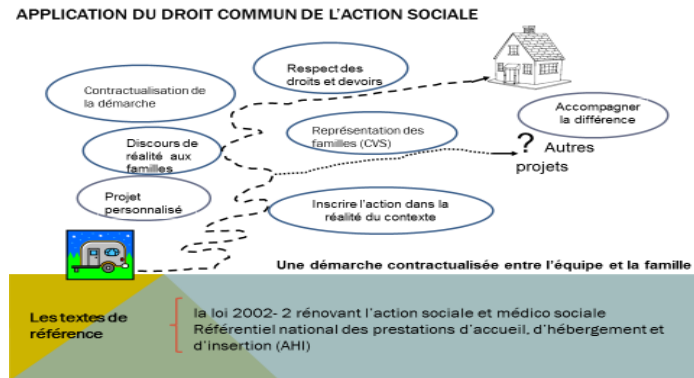 APPLICATION DU DROIT COMMUN DE L'ACTION SOCIALE
Respect des
droits et devoirs
Contractualisation de
la démarche
Accompagner
la différence
Représentation des
familles (CVS)
Discours de
réalité aux
familles
? Autres
projets
Projet
personnalisé
Inscrire l'action dans la
réalité du contexte
Une démarche contractualisée entre l'équipe et la famille
Les textes de
référence
la loi 2002- 2 rénovant l'action sociale et médico sociale
Référentiel national des prestations d'accueil, d'hébergement et
d'insertion (AHI)